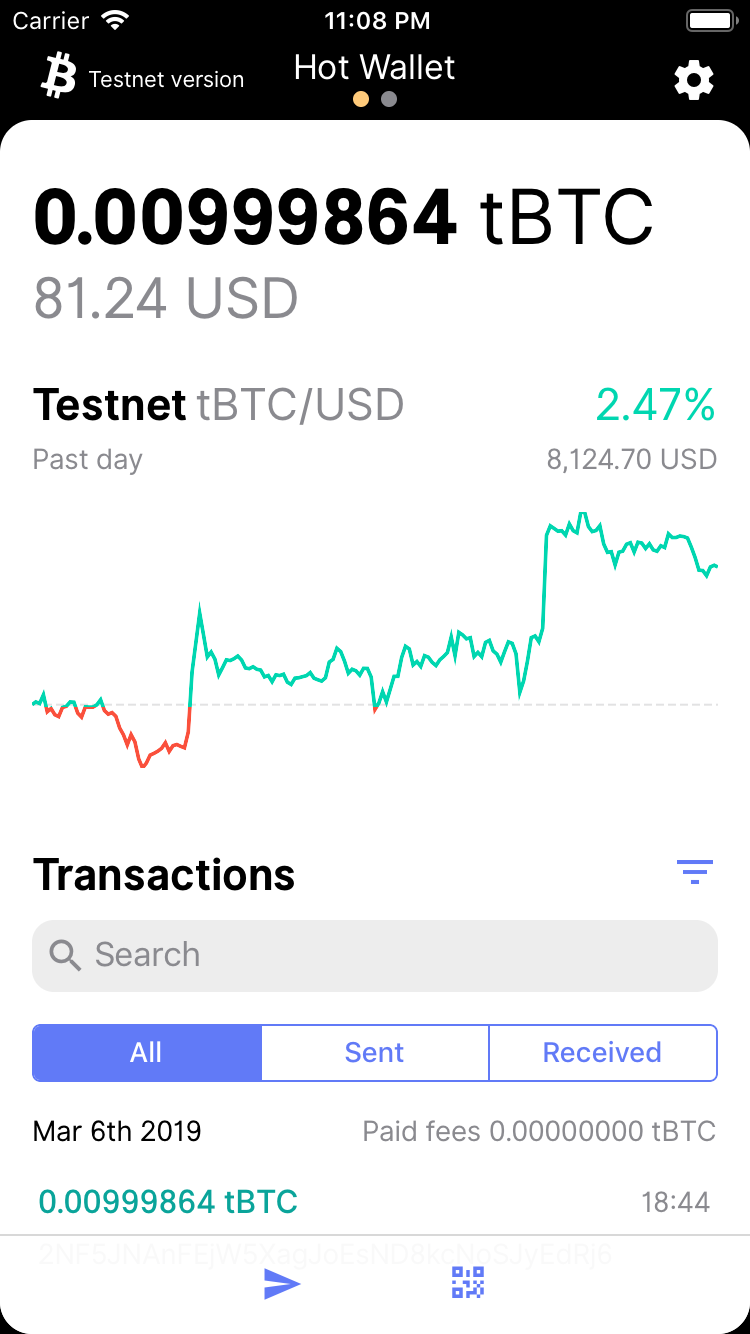 Carrier 11:08 PM
Testnet version
Hot Wallet
0.00999864 tBTC
81.24 USD
Testnet tBTC/USD 2.47%
Past day 8,124.70 USD
Transactions
Search
All Sent Received
Mar 6th 2019 Paid fees 0.00000000 tBTC
0.00999864 tBTC 18:44
2NF5JNAnFEjW5XagJoEsND8kcNoSJyEdRj6